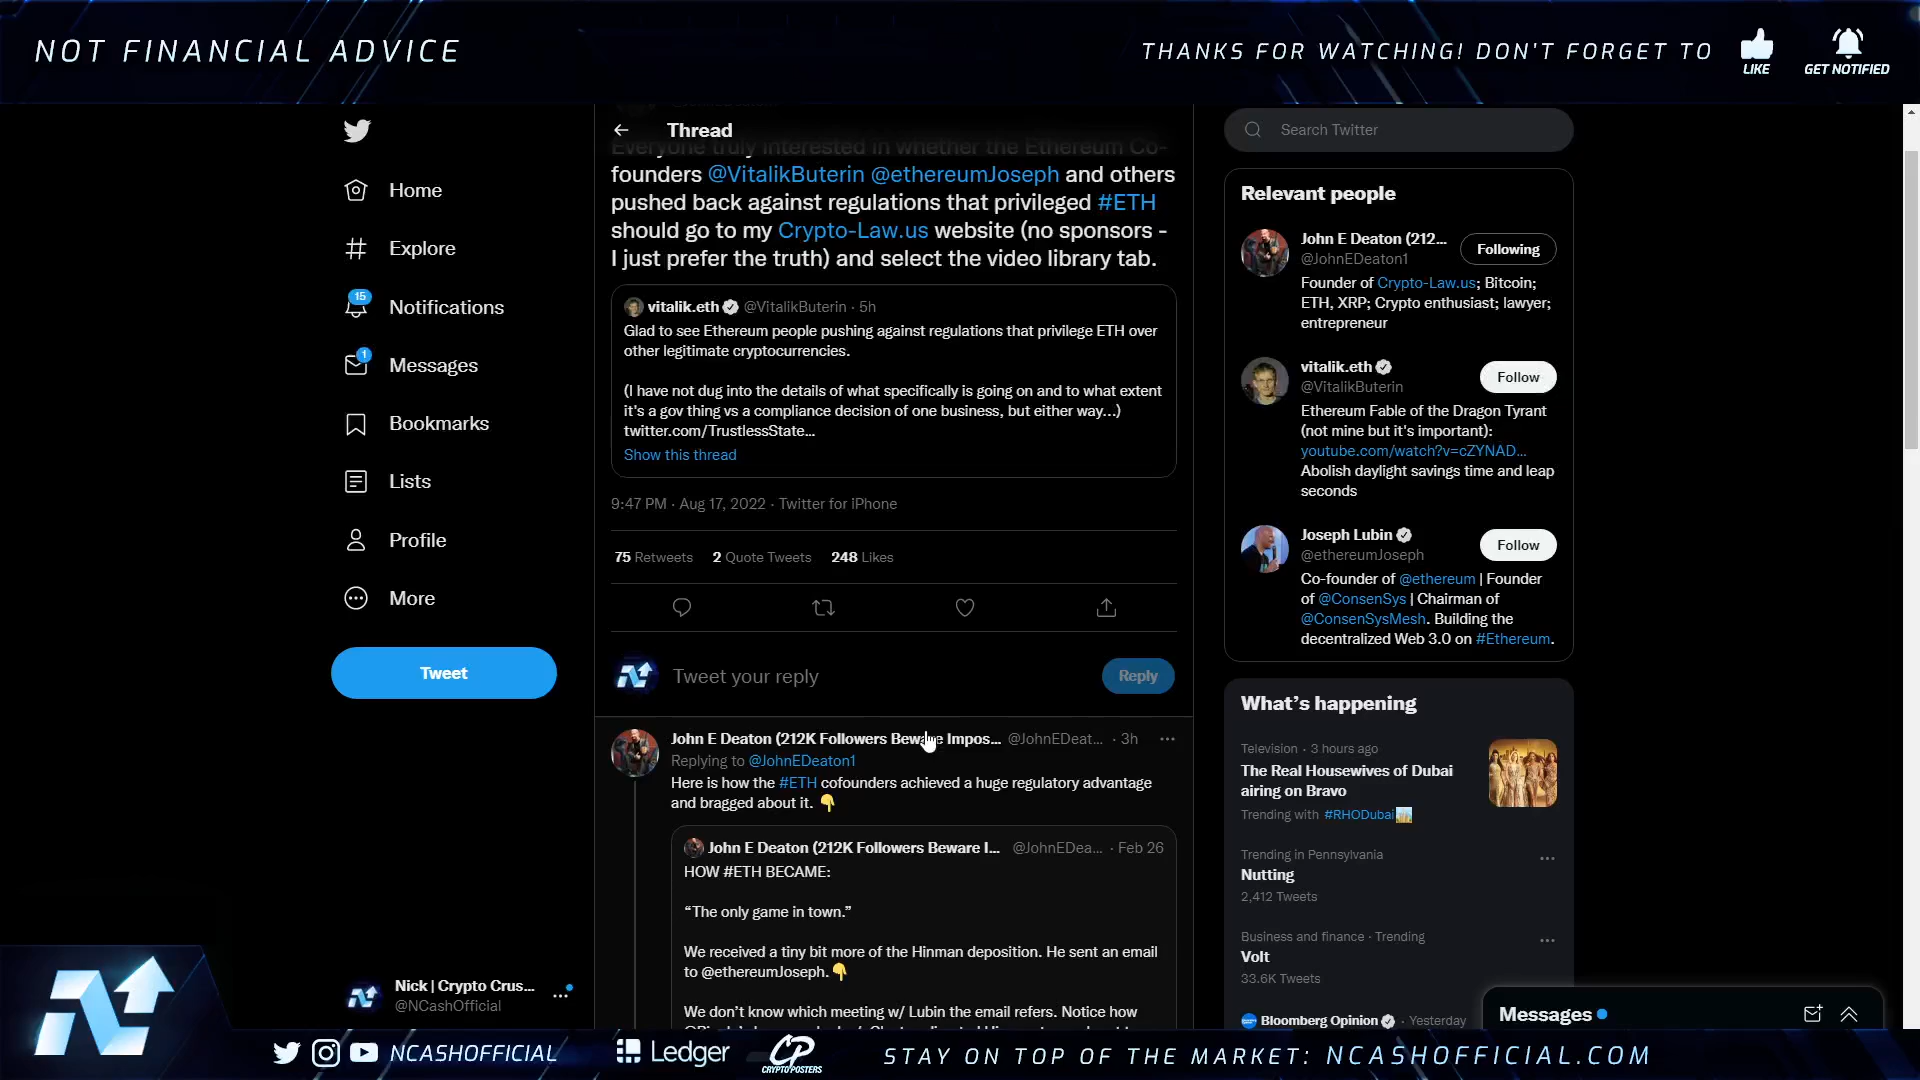 NOT FINANCIAL ADVICE
THANKS FOR WATCHING! DON'T FORGET TO
LIKE
GET NOTIFIED
Home
Explore
15
Notifications
1
Messages
Bookmarks
Lists
Profile
More
Tweet
Nick | Crypto Crus...
@NCashOfficial
Thread
Everyone truly interested in whether the Ethereum Co-
founders @VitalikButerin @ethereumJoseph and others
pushed back against regulations that privileged #ETH
should go to my Crypto-Law.us website (no sponsors -
I just prefer the truth) and select the video library tab.
vitalik.eth @VitalikButerin · 5h
Glad to see Ethereum people pushing against regulations that privilege ETH over
other legitimate cryptocurrencies.
(I have not dug into the details of what specifically is going on and to what extent
it's a gov thing vs a compliance decision of one business, but either way...)
twitter.com/TrustlessState...
Show this thread
9:47 PM · Aug 17, 2022 · Twitter for iPhone
75 Retweets 2 Quote Tweets 248 Likes
Tweet your reply
Reply
John E Deaton (212K Followers Beware Impos... @JohnEDeat... · 3h
Replying to @JohnEDeaton1
Here is how the #ETH cofounders achieved a huge regulatory advantage
and bragged about it.
John E Deaton (212K Followers Beware I... @JohnEDea... · Feb 26
HOW #ETH BECAME:
“The only game in town.”
We received a tiny bit more of the Hinman deposition. He sent an email
to @ethereumJoseph.
We don't know which meeting w/ Lubin the email refers. Notice how
Search Twitter
Relevant people
John E Deaton (212...
@JohnEDeaton1
Following
Founder of Crypto-Law.us; Bitcoin;
ETH, XRP; Crypto enthusiast; lawyer;
entrepreneur
vitalik.eth
@VitalikButerin
Follow
Ethereum Fable of the Dragon Tyrant
(not mine but it's important):
youtube.com/watch?v=cZYNAD...
Abolish daylight savings time and leap
seconds
Joseph Lubin
@ethereumJoseph
Follow
Co-founder of @ethereum | Founder
of @ConsenSys | Chairman of
@ConsenSysMesh. Building the
decentralized Web 3.0 on #Ethereum.
What's happening
Television · 3 hours ago
The Real Housewives of Dubai
airing on Bravo
Trending with #RHODubai
Trending in Pennsylvania
Nutting
2,412 Tweets
Business and finance · Trending
Volt
33.6K Tweets
Bloomberg Opinion · Yesterday
Messages
NCASHOFFICIAL
Ledger
CP
CRYPTOPOSTERS
STAY ON TOP OF THE MARKET: NCASHOFFICIAL.COM